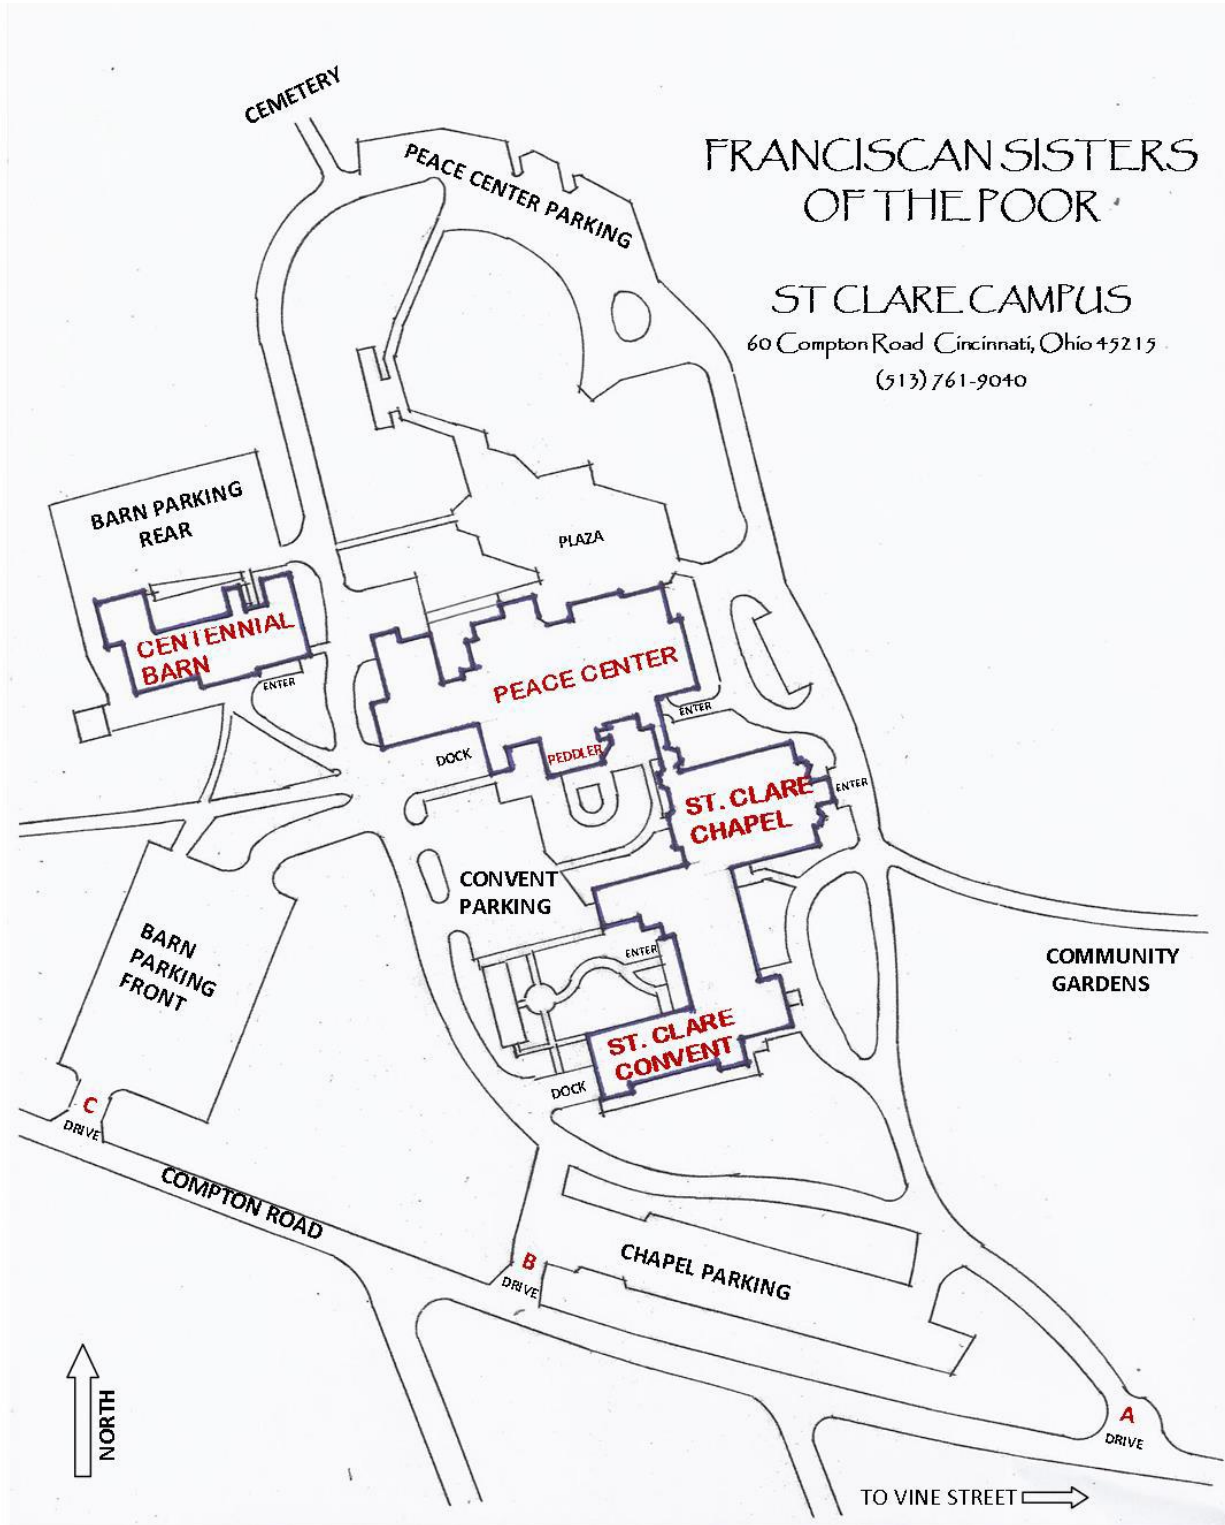 CEMETERY
PEACE CENTER PARKING
FRANCISCAN SISTERS
OF THE POOR
ST CLARE CAMPUS
60 Compton Road Cincinnati, Ohio 45215
(513) 761-9040
BARN PARKING
REAR
PLAZA
CENTENNIAL
BARN
ENTER
PEACE CENTER
ENTER
DOCK
PEDDLER
ST. CLARE
CHAPEL
ENTER
CONVENT
PARKING
BARN
PARKING
FRONT
ENTER
COMMUNITY
GARDENS
ST. CLARE
CONVENT
DOCK
C
DRIVE
COMPTON ROAD
B
DRIVE
CHAPEL PARKING
A
DRIVE
NORTH
TO VINE STREET